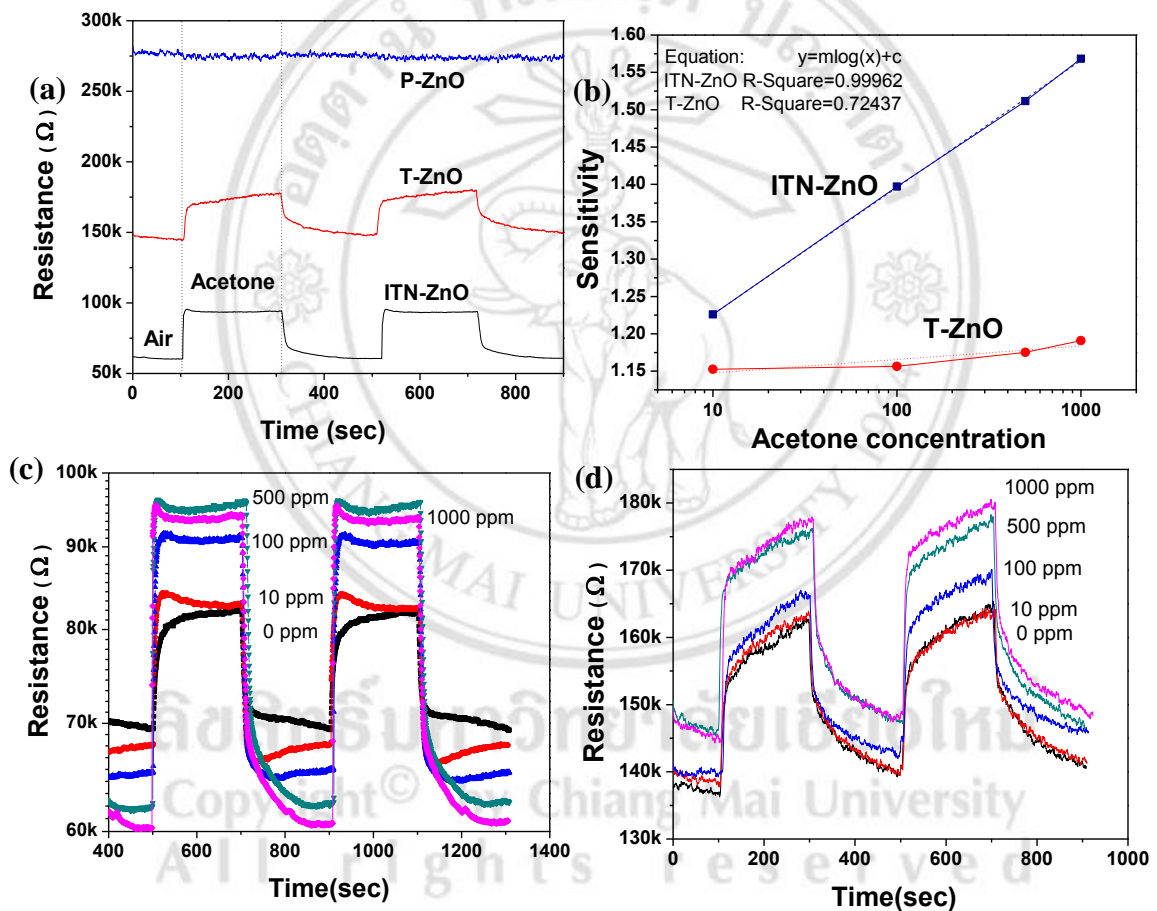 (a)
300k
250k
200k
150k
100k
50k
Resistance ( Ω )
P-ZnO
T-ZnO
Acetone
ITN-ZnO
Air
0
200
400
600
800
Time (sec)
(b)
Equation: y=mlog(x)+c
ITN-ZnO R-Square=0.99962
T-ZnO R-Square=0.72437
1.60
1.55
1.50
1.45
1.40
1.35
1.30
1.25
1.20
1.15
Sensitivity
ITN-ZnO
T-ZnO
10
100
1000
Acetone concentration
(c)
100k
90k
80k
70k
60k
Resistance ( Ω )
500 ppm
1000 ppm
100 ppm
10 ppm
0 ppm
400
600
800
1000
1200
1400
Time(sec)
(d)
180k
170k
160k
150k
140k
130k
Resistance ( Ω )
1000 ppm
500 ppm
100 ppm
10 ppm
0 ppm
0
200
400
600
800
1000
Time(sec)
CHIANG MAI UNIVERSITY 1964
Copyright© by Chiang Mai University
All rights reserved